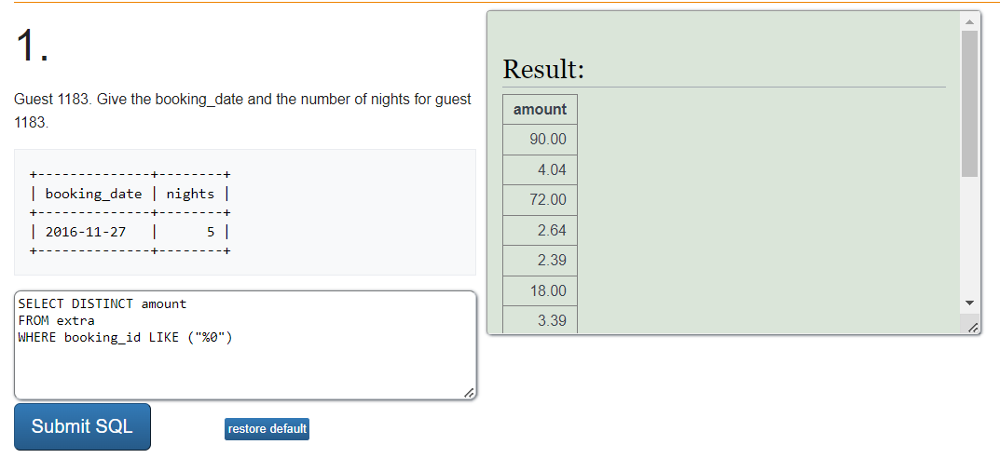 1.
Guest 1183. Give the booking_date and the number of nights for guest
1183.
+--------------+--------+
| booking_date | nights |
+--------------+--------+
| 2016-11-27   |      5 |
+--------------+--------+
SELECT DISTINCT amount
FROM extra
WHERE booking_id LIKE ("%0")
Submit SQL
restore default
Result:
amount
90.00
4.04
72.00
2.64
2.39
18.00
3.39